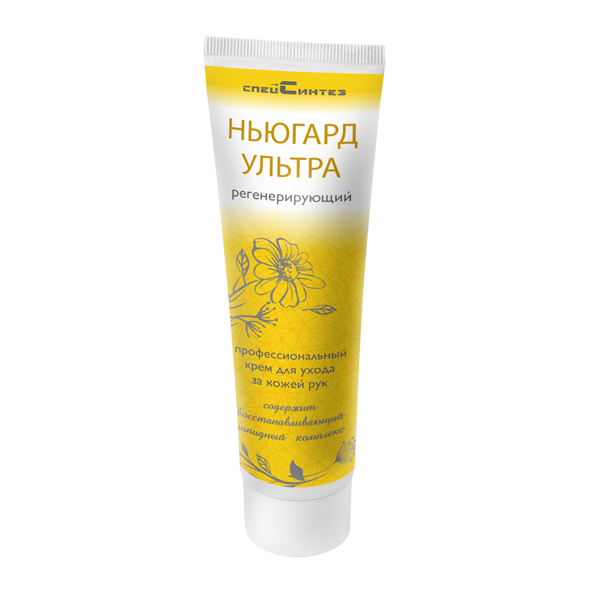 спецСинтез
НЬЮГАРД
УЛЬТРА
регенерирующий
профессиональный
крем для ухода
за кожей рук
содержит
восстанавливающий
липидный комплекс